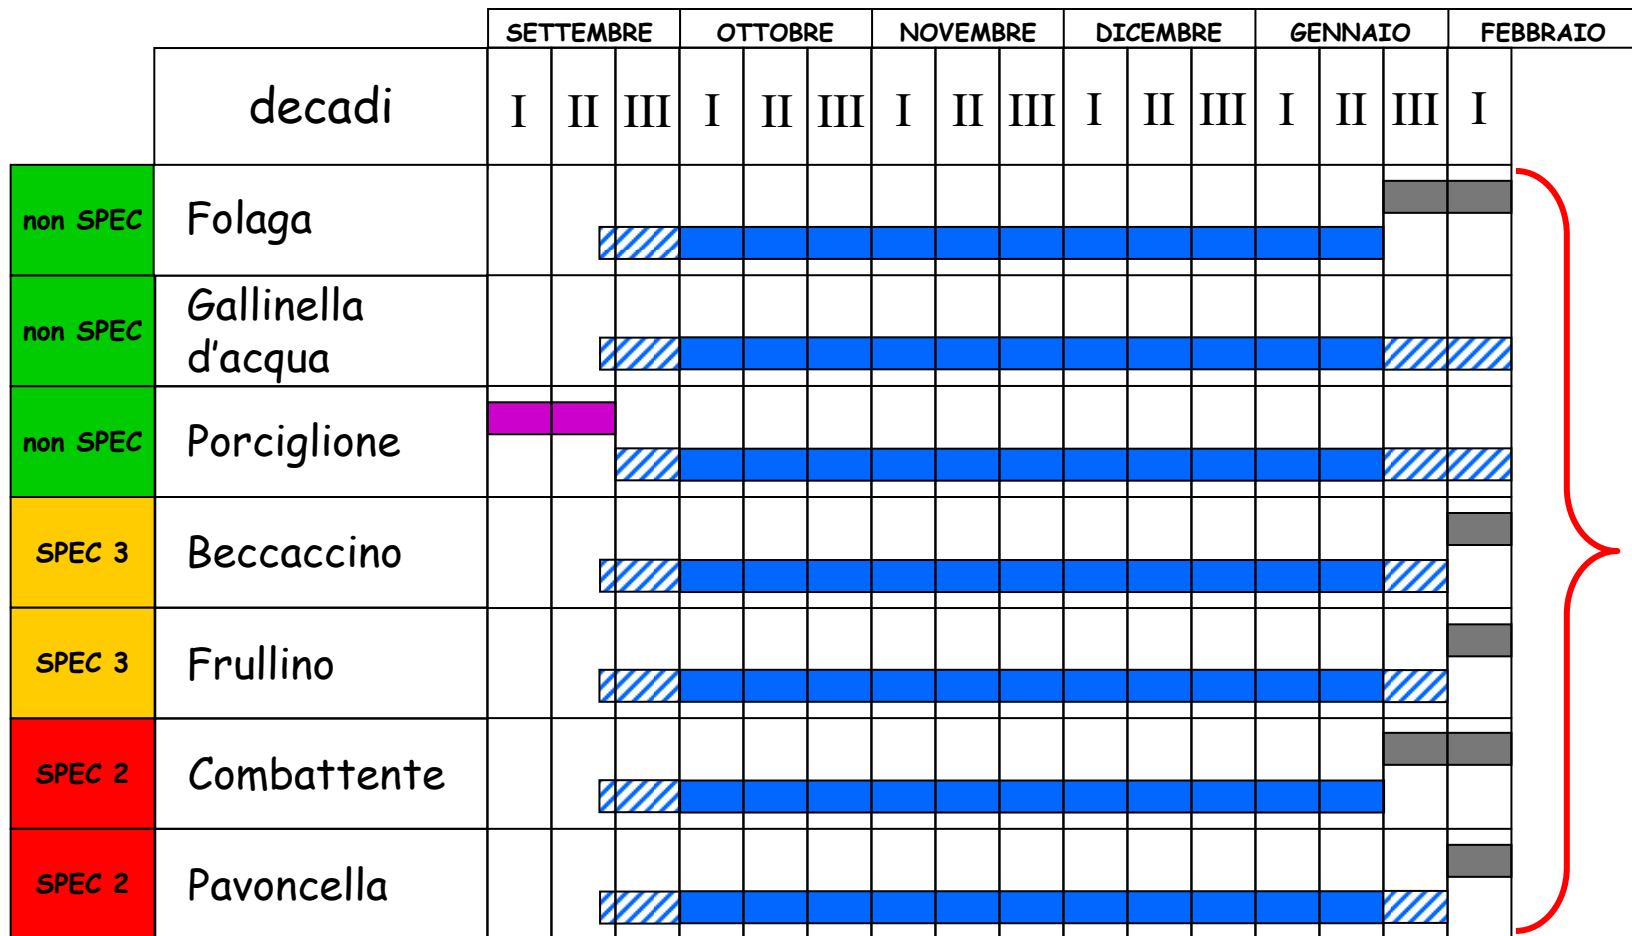 SETTEMBRE OTTOBRE NOVEMBRE DICEMBRE GENNAIO FEBBRAIO
decadi I II III I II III I II III I II III I II III I
non SPEC Folaga
non SPEC Gallinella
d'acqua
non SPEC Porciglione
SPEC 3 Beccaccino
SPEC 3 Frullino
SPEC 2 Combattente
SPEC 2 Pavoncella